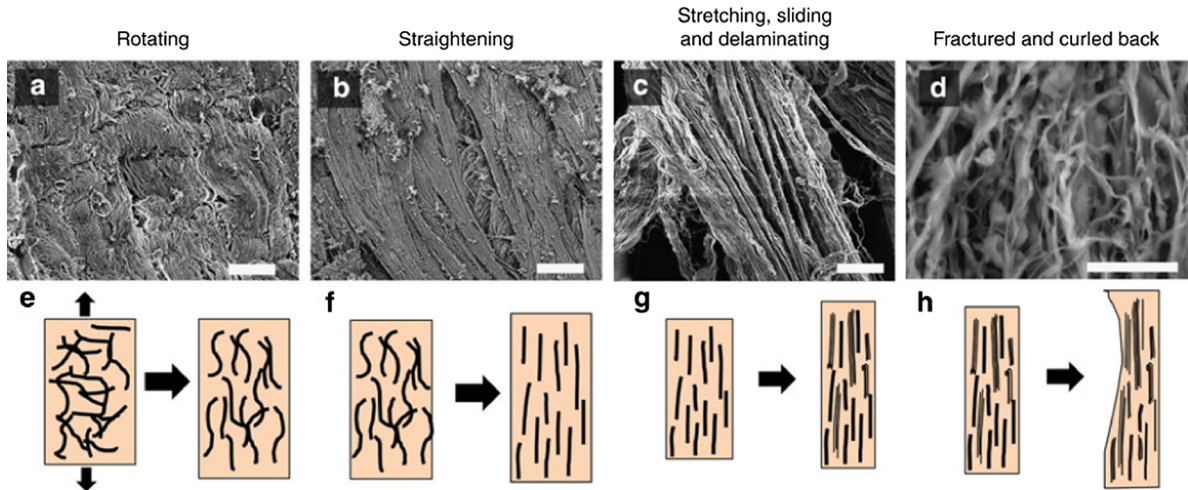 Rotating
Straightening
Stretching, sliding
and delaminating
Fractured and curled back
a
b
c
d
e
f
g
h